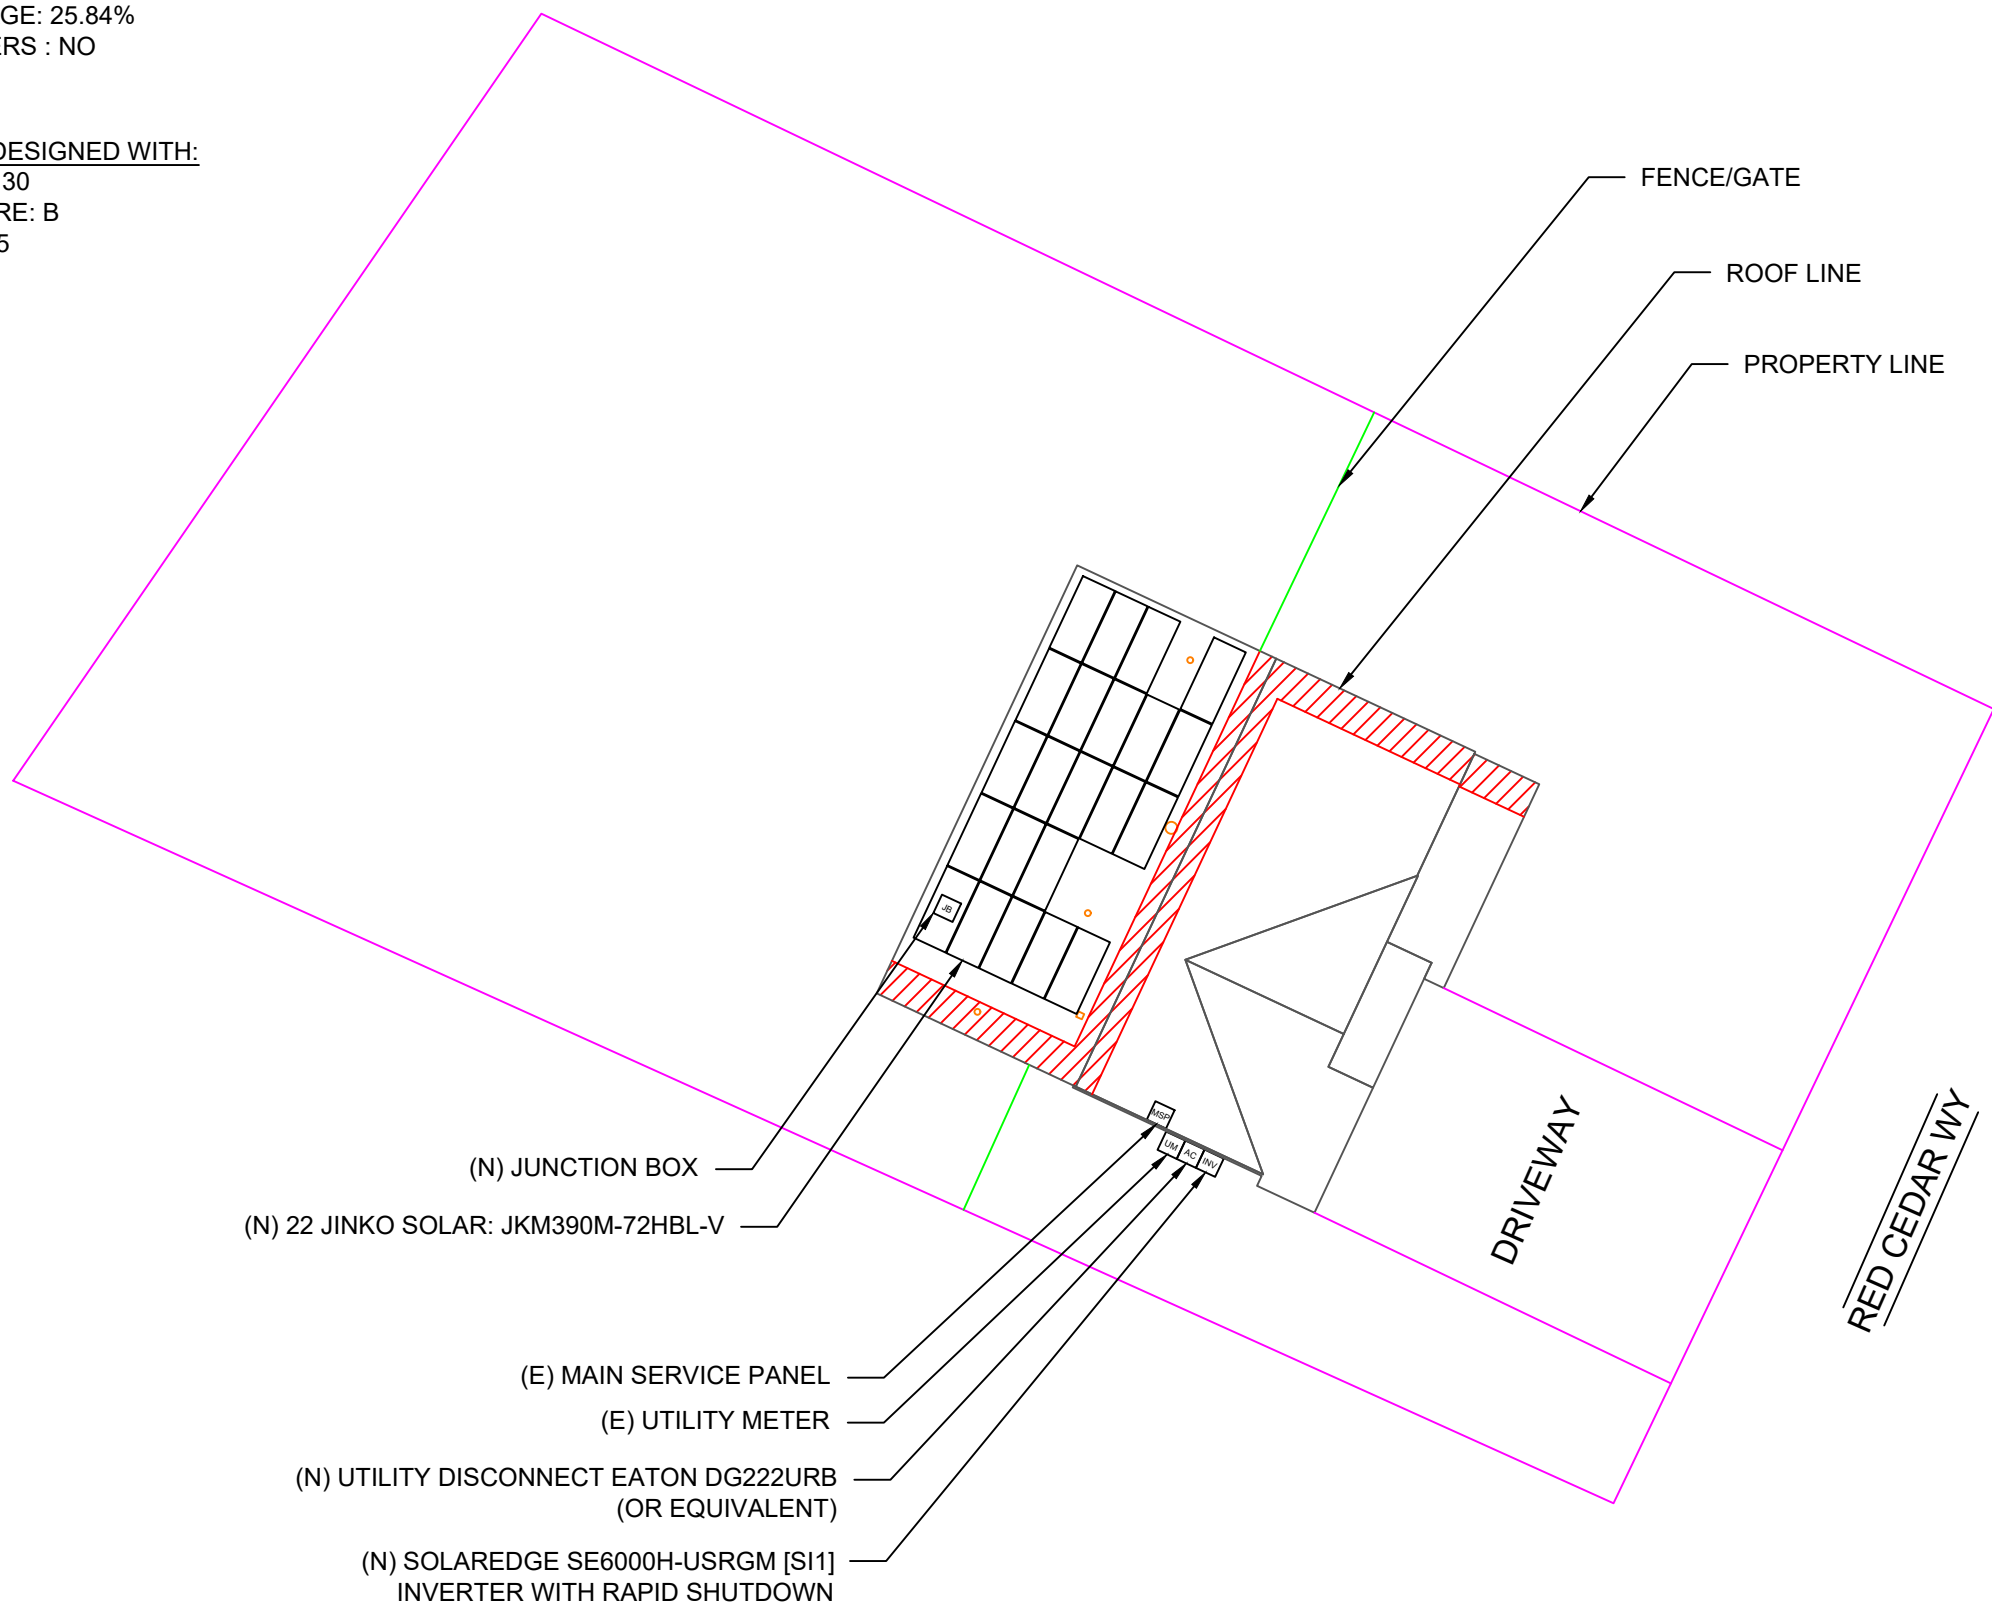 GE: 25.84%
ERS : NO
DESIGNED WITH:
30
RE: B
5
FENCE/GATE
ROOF LINE
PROPERTY LINE
JB
MSP
UM
AC
INV
(N) JUNCTION BOX
(N) 22 JINKO SOLAR: JKM390M-72HBL-V
DRIVEWAY
RED CEDAR WY
(E) MAIN SERVICE PANEL
(E) UTILITY METER
(N) UTILITY DISCONNECT EATON DG222URB
(OR EQUIVALENT)
(N) SOLAREDGE SE6000H-USRGM [SI1]
INVERTER WITH RAPID SHUTDOWN